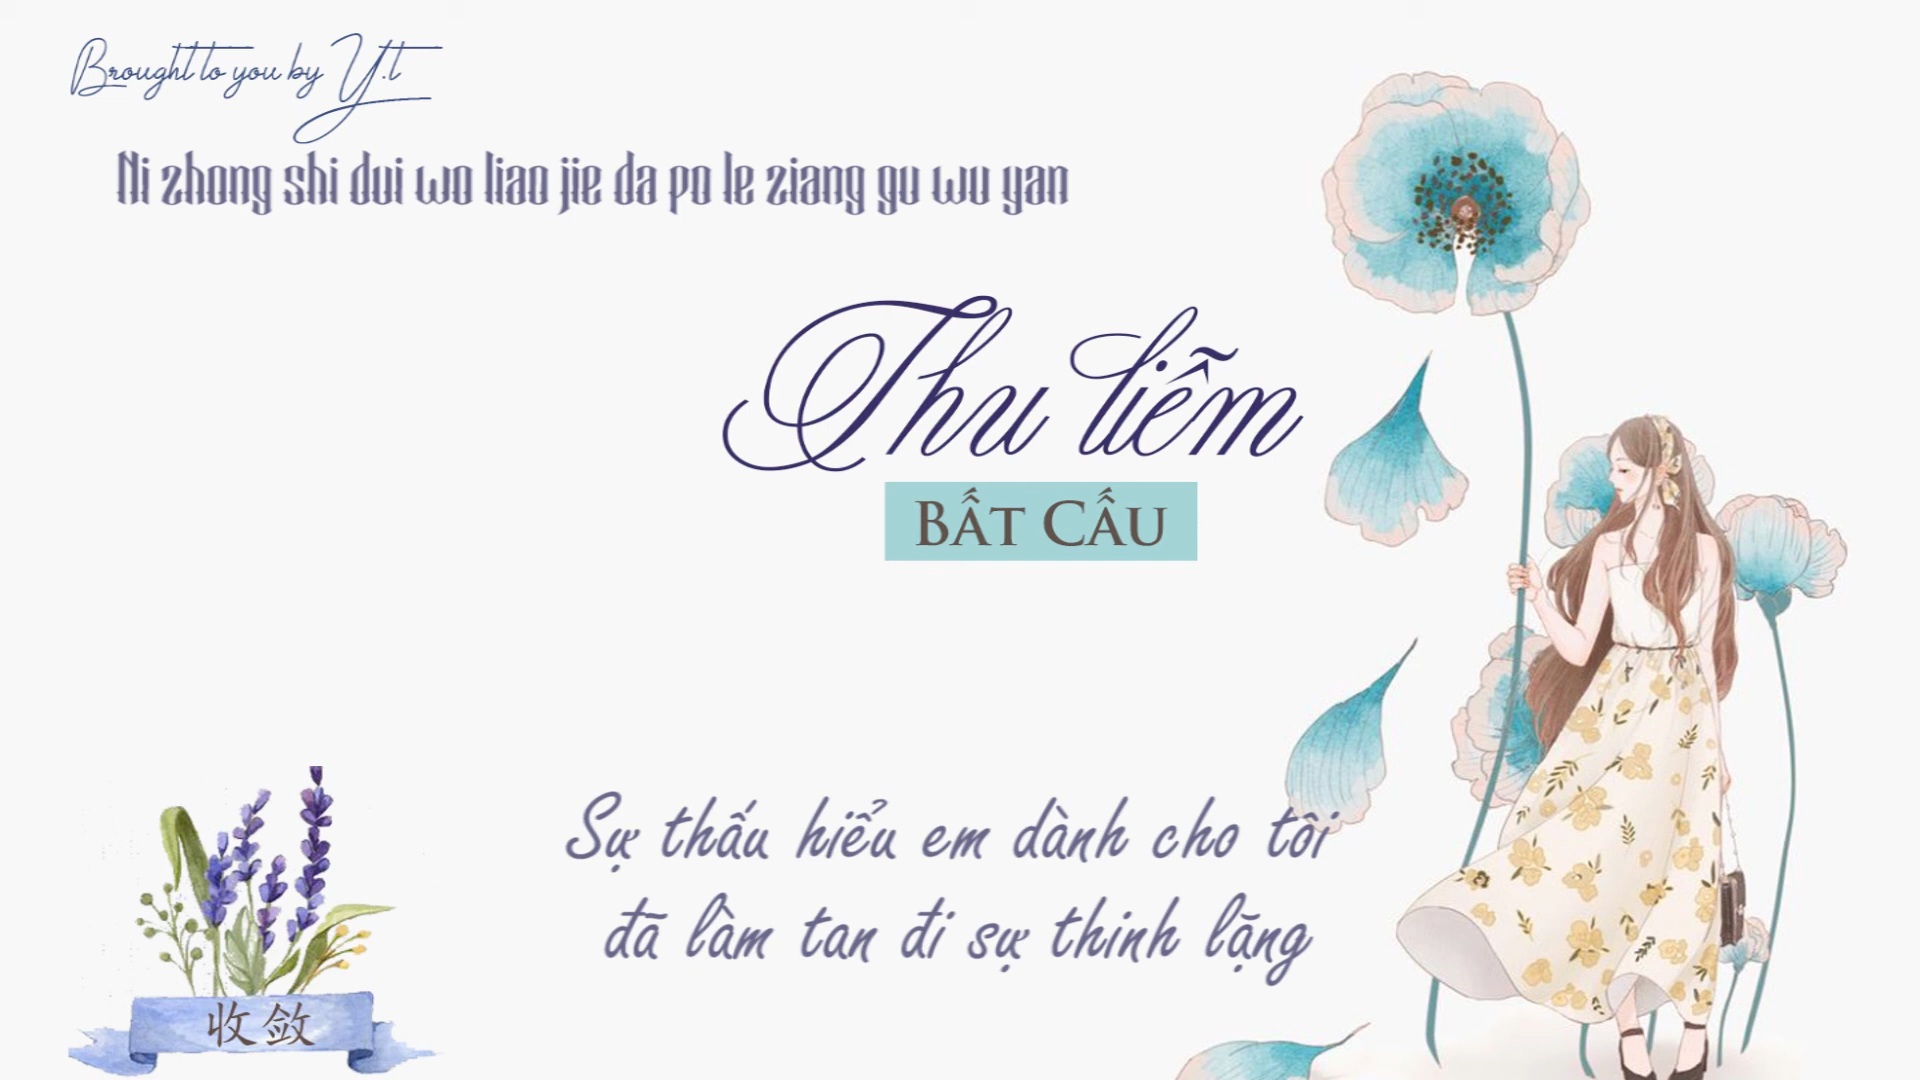 Brought to you by Y.t
Ni zhong shi dui wo liao jie da po le ziang gu wu yan
Thu liễm
BẤT CẤU
Sự thấu hiểu em dành cho tôi
đã làm tan đi sự thinh lặng
收敛